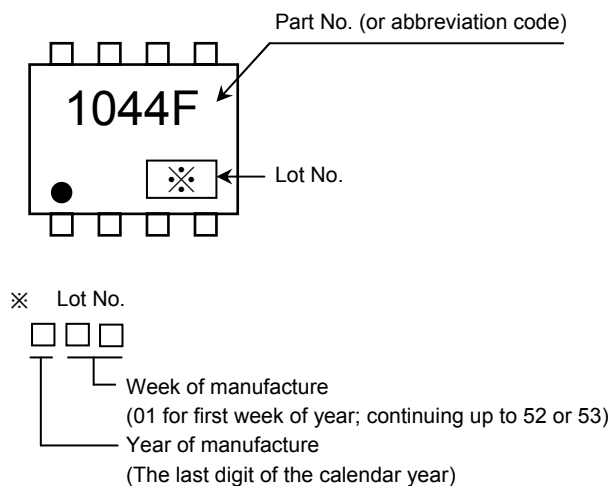 Part No. (or abbreviation code)
1044F
※
Lot No.
※ Lot No.
Week of manufacture
(01 for first week of year; continuing up to 52 or 53)
Year of manufacture
(The last digit of the calendar year)